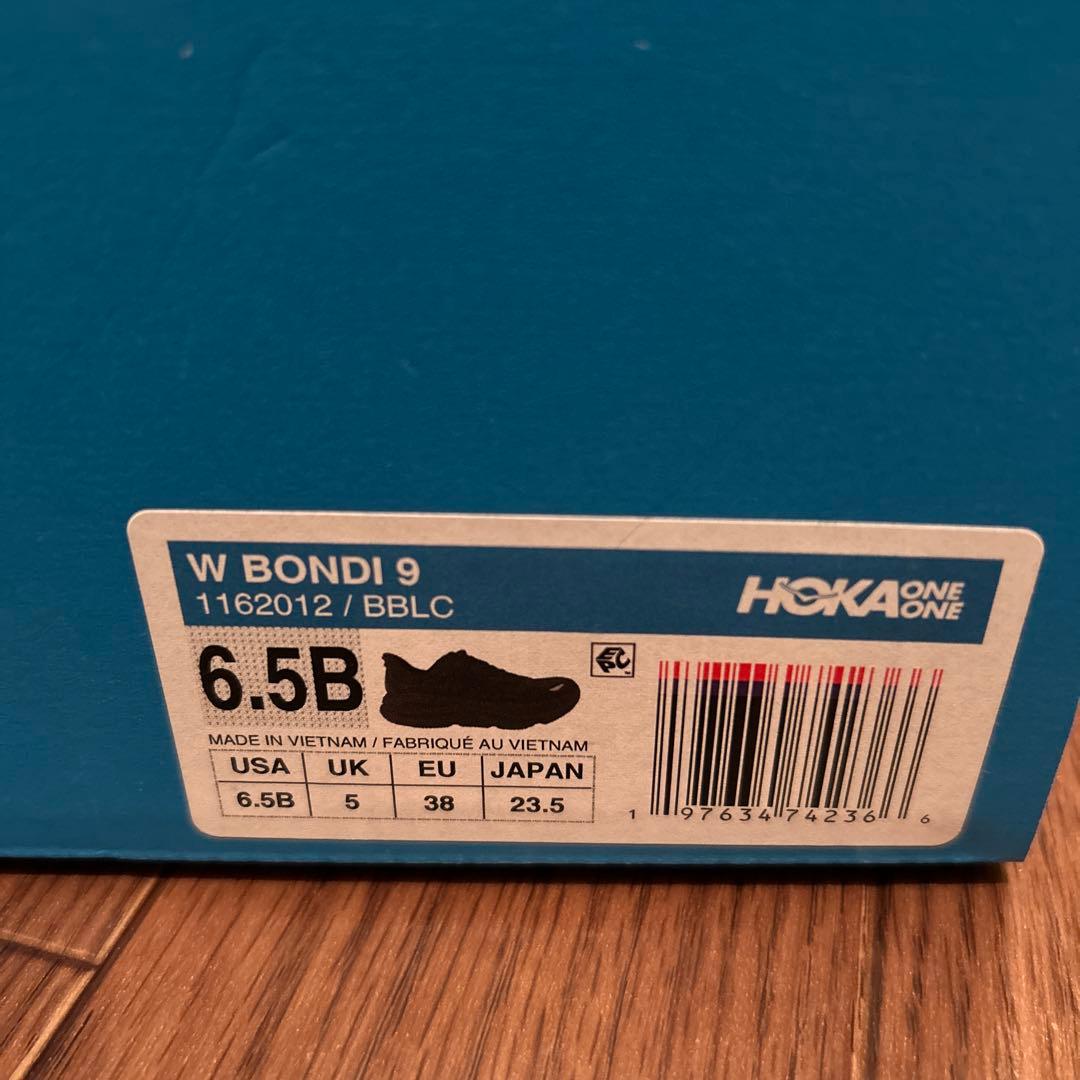 W BONDI 9
1162012 / BBLC
HOKA ONE ONE
6.5B
EPC
MADE IN VIETNAM / FABRIQUÉ AU VIETNAM
USA UK EU JAPAN
6.5B 5 38 23.5
1 97634 74236 6